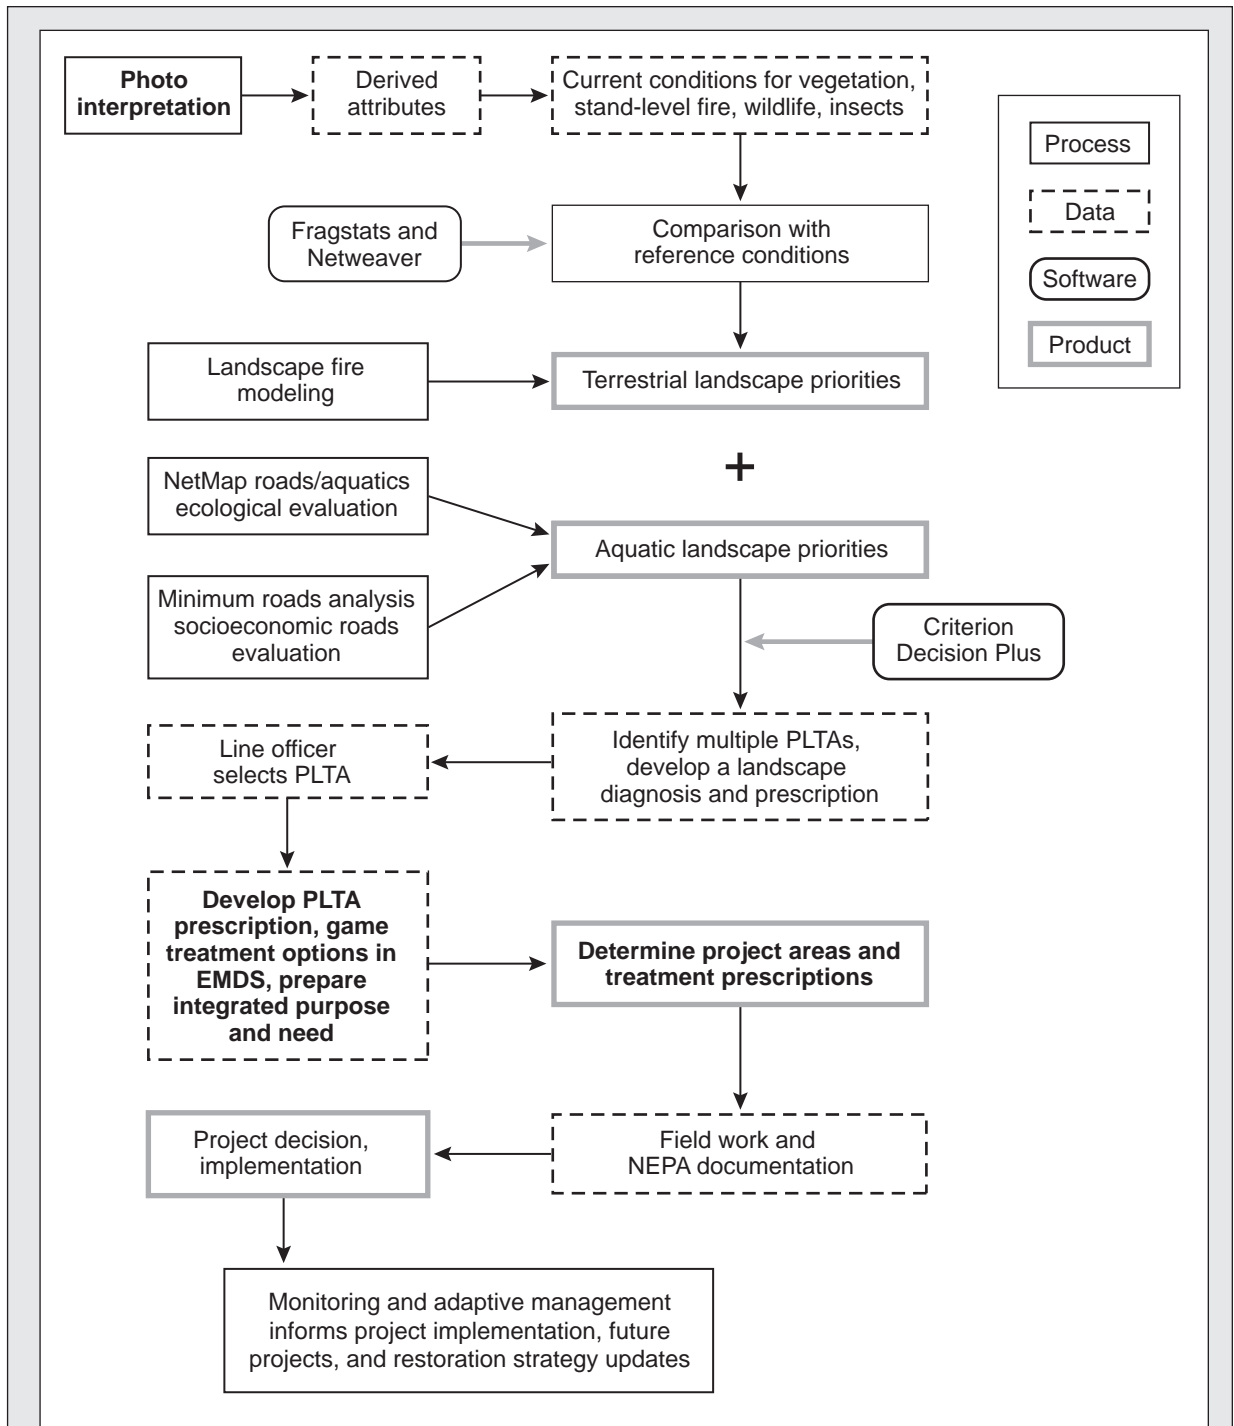 Photo
interpretation
Derived
attributes
Current conditions for vegetation,
stand-level fire, wildlife, insects
Process
Data
Software
Product
Fragstats and
Netweaver
Comparison with
reference conditions
Landscape fire
modeling
Terrestrial landscape priorities
+
NetMap roads/aquatics
ecological evaluation
Aquatic landscape priorities
Minimum roads analysis
socioeconomic roads
evaluation
Criterion
Decision Plus
Line officer
selects PLTA
Identify multiple PLTAs,
develop a landscape
diagnosis and prescription
Develop PLTA
prescription, game
treatment options in
EMDS, prepare
integrated purpose
and need
Determine project areas and
treatment prescriptions
Project decision,
implementation
Field work and
NEPA documentation
Monitoring and adaptive management
informs project implementation, future
projects, and restoration strategy updates